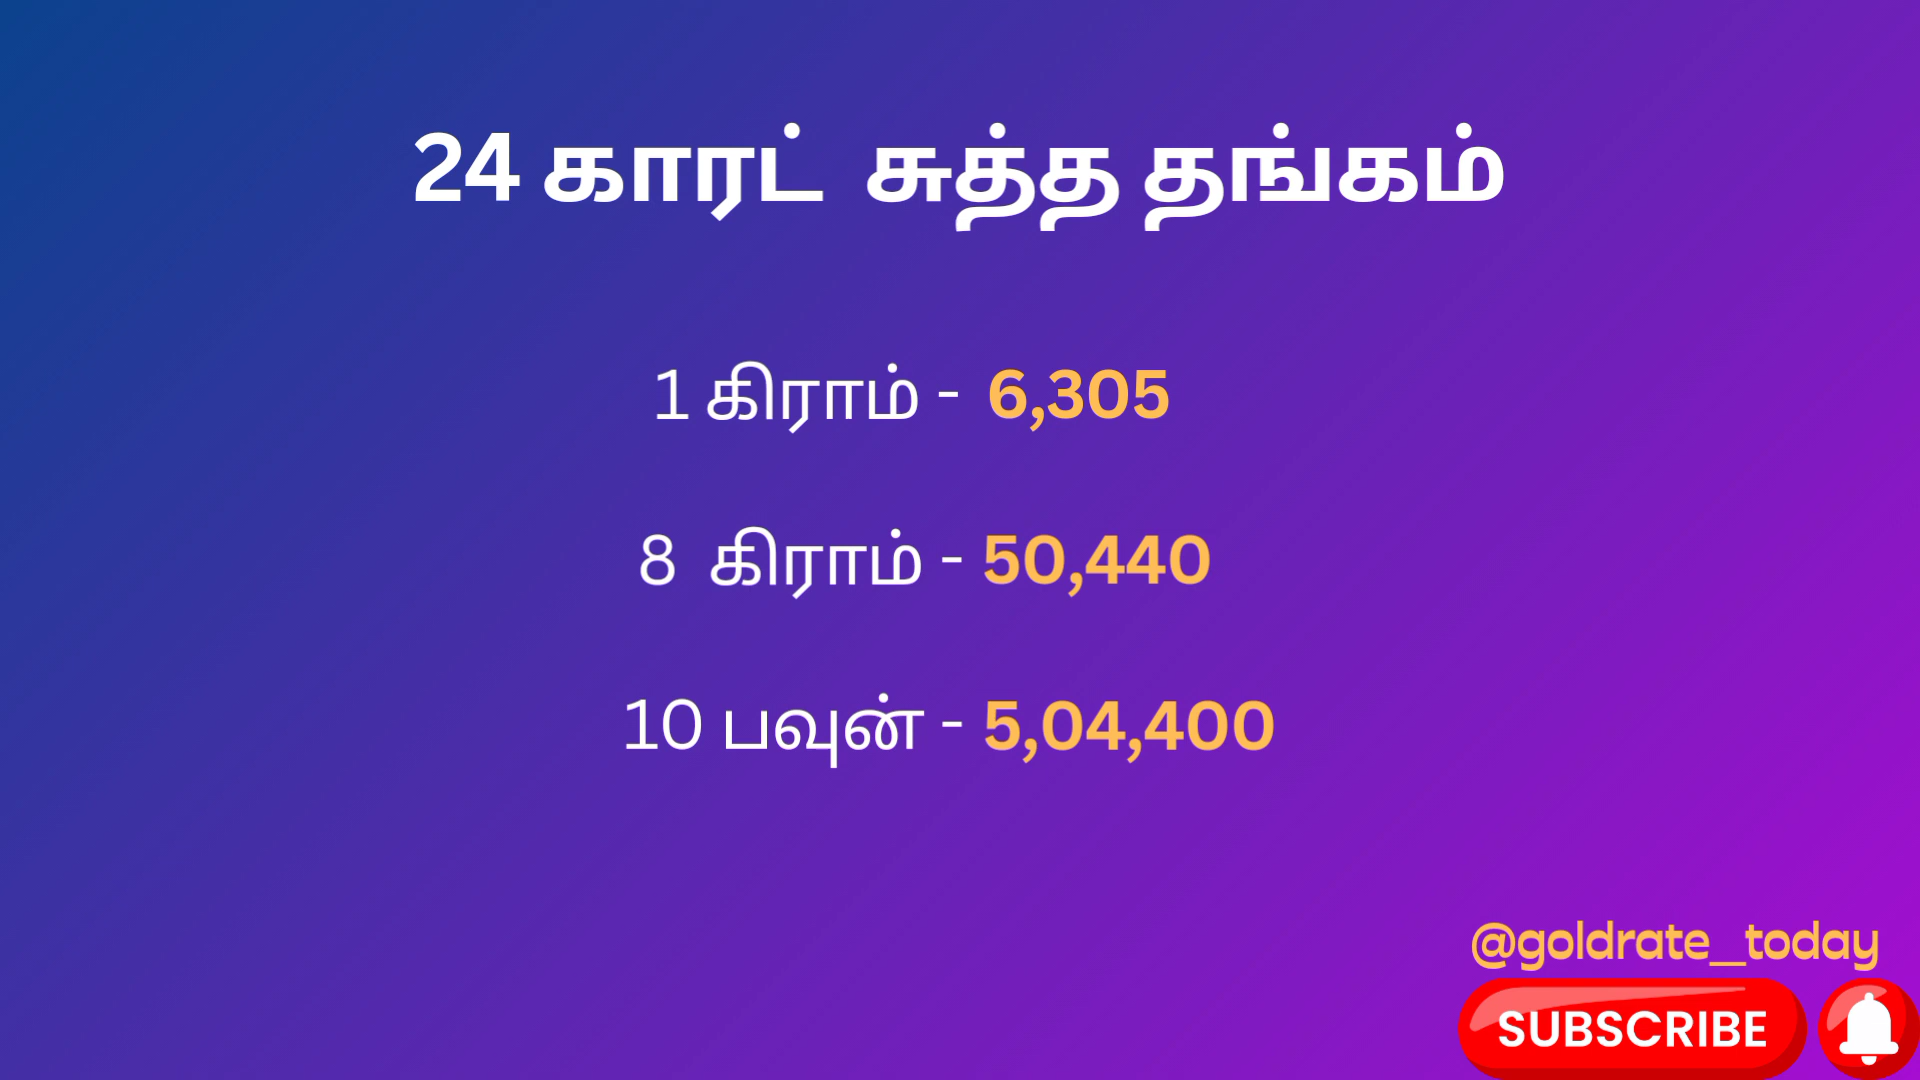 24 காரட் சுத்த தங்கம்
1 கிராம் - 6,305
8 கிராம் - 50,440
10 பவுன் - 5,04,400
@goldrate_today
SUBSCRIBE